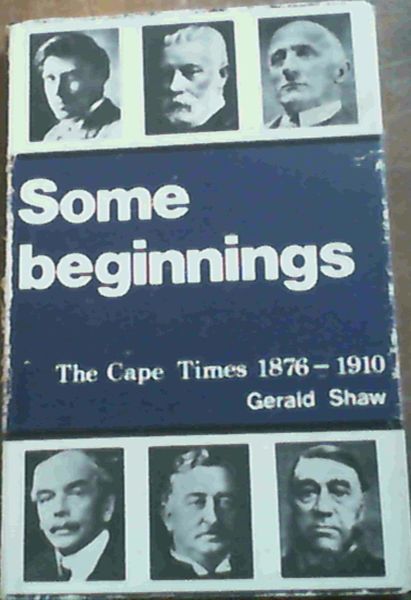 Some
beginnings
The Cape Times 1876 – 1910
Gerald Shaw